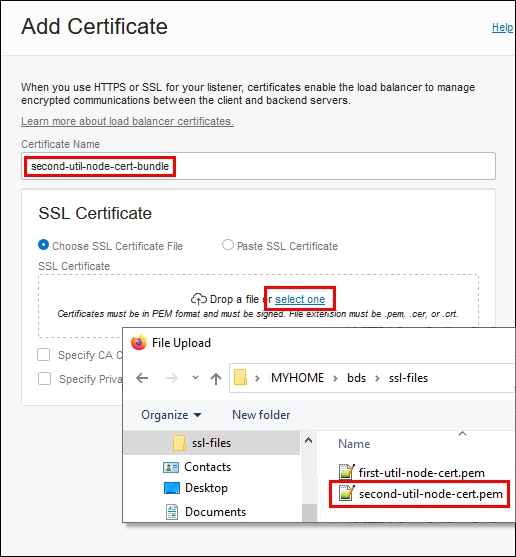 Add Certificate
Help
When you use HTTPS or SSL for your listener, certificates enable the load balancer to manage
encrypted communications between the client and backend servers.
Learn more about load balancer certificates.
Certificate Name
second-util-node-cert-bundle
SSL Certificate
Choose SSL Certificate File
Paste SSL Certificate
SSL Certificate
Drop a file or select one
Certificates must be in PEM format and must be signed. File extension must be .pem, .cer, or .crt.
Specify CA C
Specify Priva
File Upload
MYHOME > bds > ssl-files
Organize
New folder
ssl-files
Name
Contacts
first-util-node-cert.pem
Desktop
second-util-node-cert.pem
Documents